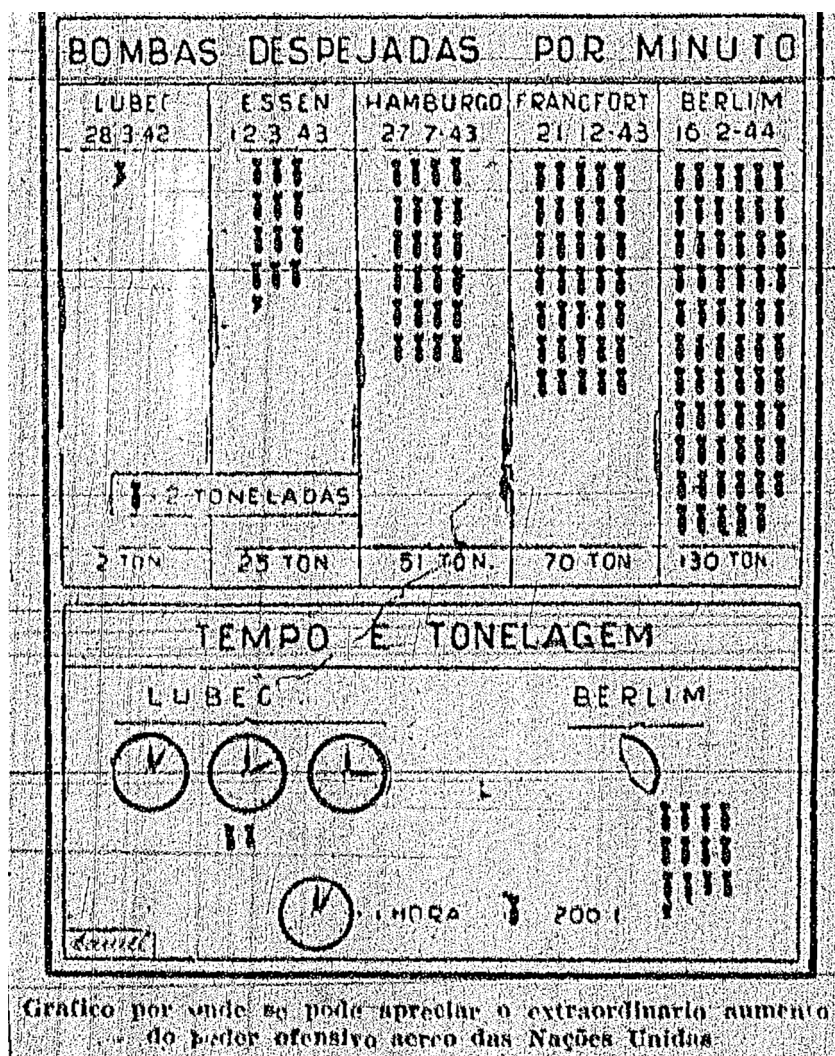 BOMBAS DESPEJADAS POR MINUTO
LUBEC ESSEN HAMBURGO FRANCFORT BERLIM
28 3 42 12 3 43 27 7-43 21 12-43 16 2-44
2 TONELADAS
2 TON 25 TON 51 TON. 70 TON 130 TON.
TEMPO E TONELAGEM
LUBEC BERLIM
1 HORA 200 T
Grafico por onde se pode apreciar o extraordinario aumento
do poder ofensivo aereo das Nações Unidas